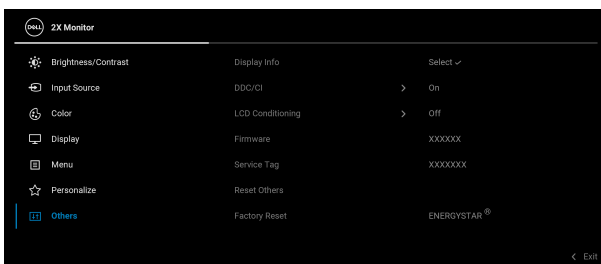 DELL 2X Monitor
Brightness/Contrast Display Info Select ✓
Input Source DDC/CI > On
Color LCD Conditioning > Off
Display Firmware XXXXXX
Menu Service Tag XXXXXXX
Personalize Reset Others
Others Factory Reset ENERGYSTAR ®
< Exit